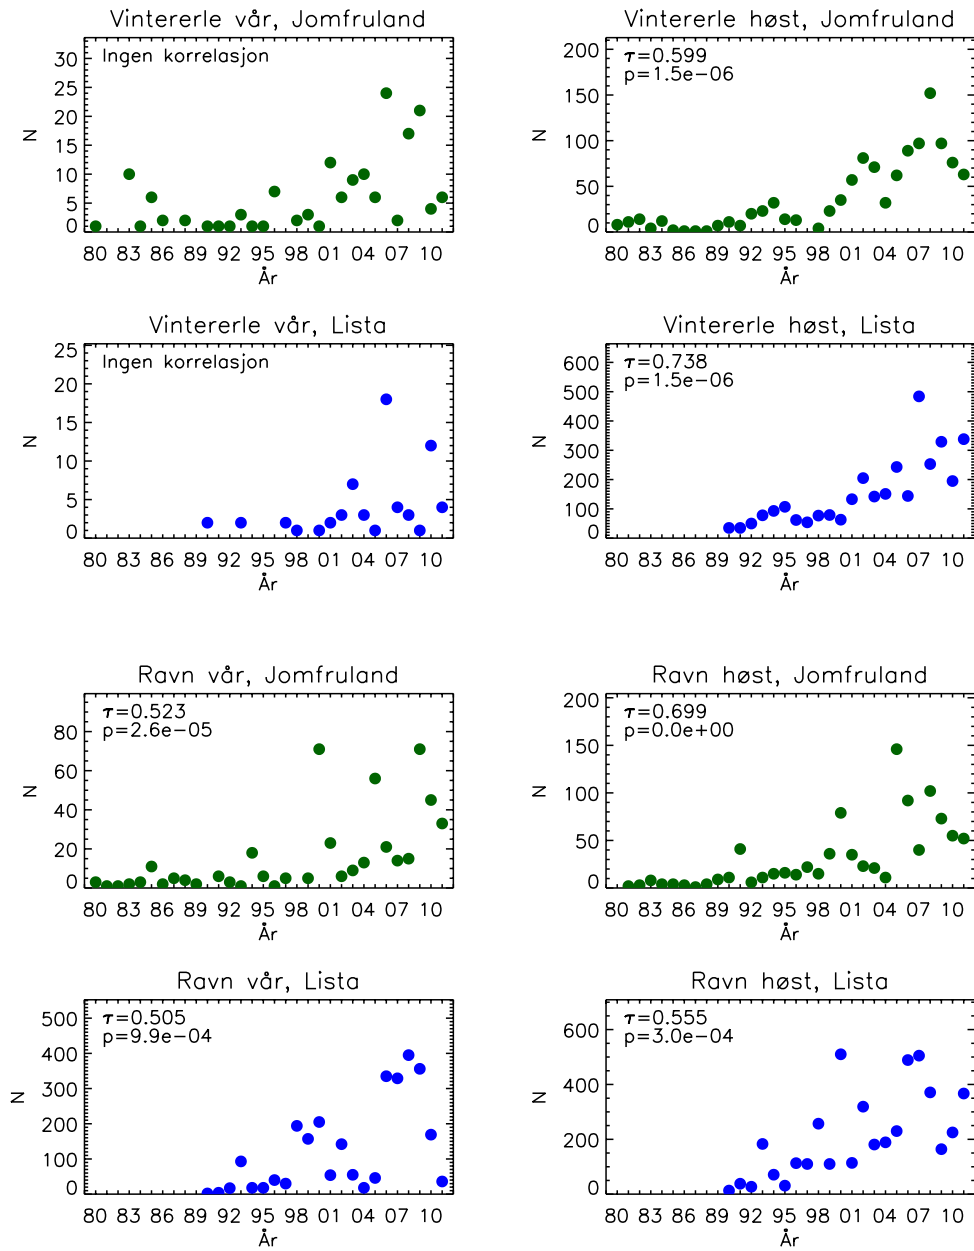 Vintererle vår, Jomfruland
Ingen korrelasjon
30
25
20
15
10
5
0
N
80 83 86 89 92 95 98 01 04 07 10
År
Vintererle høst, Jomfruland
τ=0.599
p=1.5e-06
200
150
100
50
0
N
80 83 86 89 92 95 98 01 04 07 10
År
Vintererle vår, Lista
Ingen korrelasjon
25
20
15
10
5
0
N
80 83 86 89 92 95 98 01 04 07 10
År
Vintererle høst, Lista
τ=0.738
p=1.5e-06
600
500
400
300
200
100
0
N
80 83 86 89 92 95 98 01 04 07 10
År
Ravn vår, Jomfruland
τ=0.523
p=2.6e-05
80
60
40
20
0
N
80 83 86 89 92 95 98 01 04 07 10
År
Ravn høst, Jomfruland
τ=0.699
p=0.0e+00
200
150
100
50
0
N
80 83 86 89 92 95 98 01 04 07 10
År
Ravn vår, Lista
τ=0.505
p=9.9e-04
500
400
300
200
100
0
N
80 83 86 89 92 95 98 01 04 07 10
År
Ravn høst, Lista
τ=0.555
p=3.0e-04
600
400
200
0
N
80 83 86 89 92 95 98 01 04 07 10
År